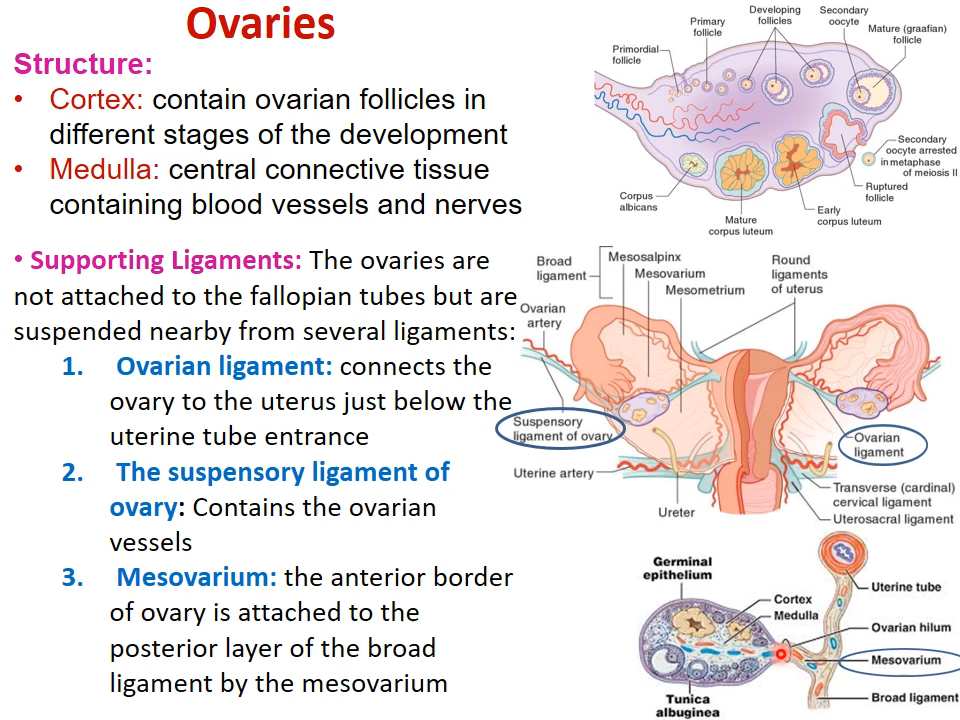 Ovaries
Structure:
• Cortex: contain ovarian follicles in
different stages of the development
• Medulla: central connective tissue
containing blood vessels and nerves
• Supporting Ligaments: The ovaries are
not attached to the fallopian tubes but are
suspended nearby from several ligaments:
1. Ovarian ligament: connects the
ovary to the uterus just below the
uterine tube entrance
2. The suspensory ligament of
ovary: Contains the ovarian
vessels
3. Mesovarium: the anterior border
of ovary is attached to the
posterior layer of the broad
ligament by the mesovarium
Primordial
follicle
Primary
follicle
Developing
follicles
Secondary
oocyte
Mature (graafian)
follicle
Secondary
oocyte arrested
in metaphase
of meiosis II
Ruptured
follicle
Early
corpus luteum
Mature
corpus luteum
Corpus
albicans
Broad
ligament
Mesosalpinx
Mesovarium
Mesometrium
Round
ligaments
of uterus
Ovarian
artery
Suspensory
ligament of ovary
Ovarian
ligament
Uterine artery
Ureter
Transverse (cardinal)
cervical ligament
Uterosacral ligament
Germinal
epithelium
Cortex
Medulla
Uterine tube
Ovarian hilum
Mesovarium
Broad ligament
Tunica
albuginea